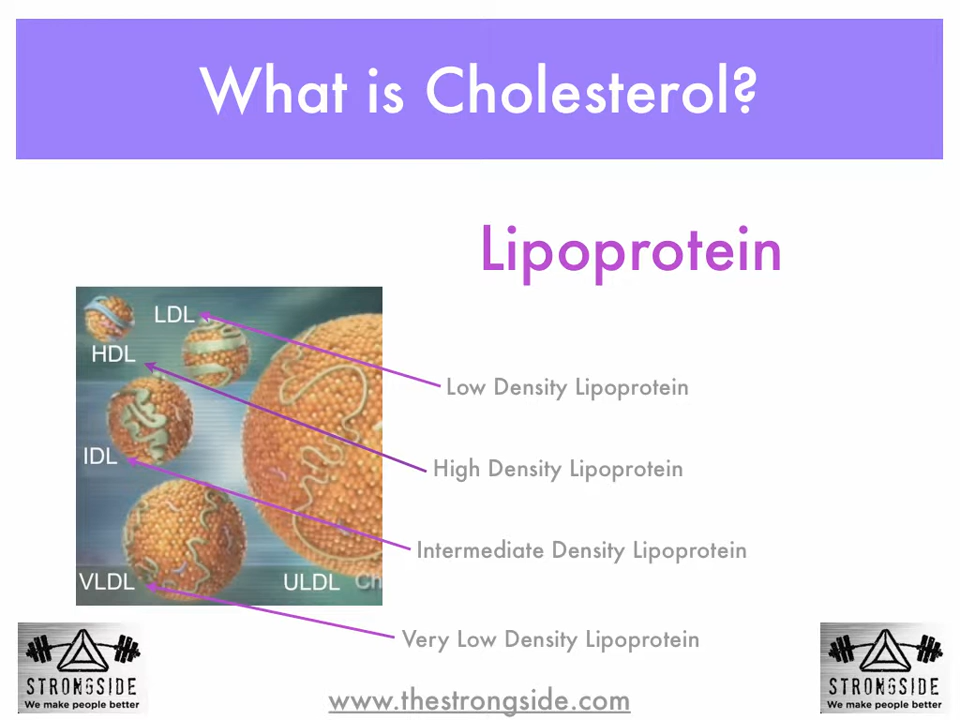 What is Cholesterol?
Lipoprotein
LDL
HDL
IDL
VLDL
ULDL Ch
Low Density Lipoprotein
High Density Lipoprotein
Intermediate Density Lipoprotein
Very Low Density Lipoprotein
STRONGSIDE
We make people better
www.thestrongside.com
STRONGSIDE
We make people better